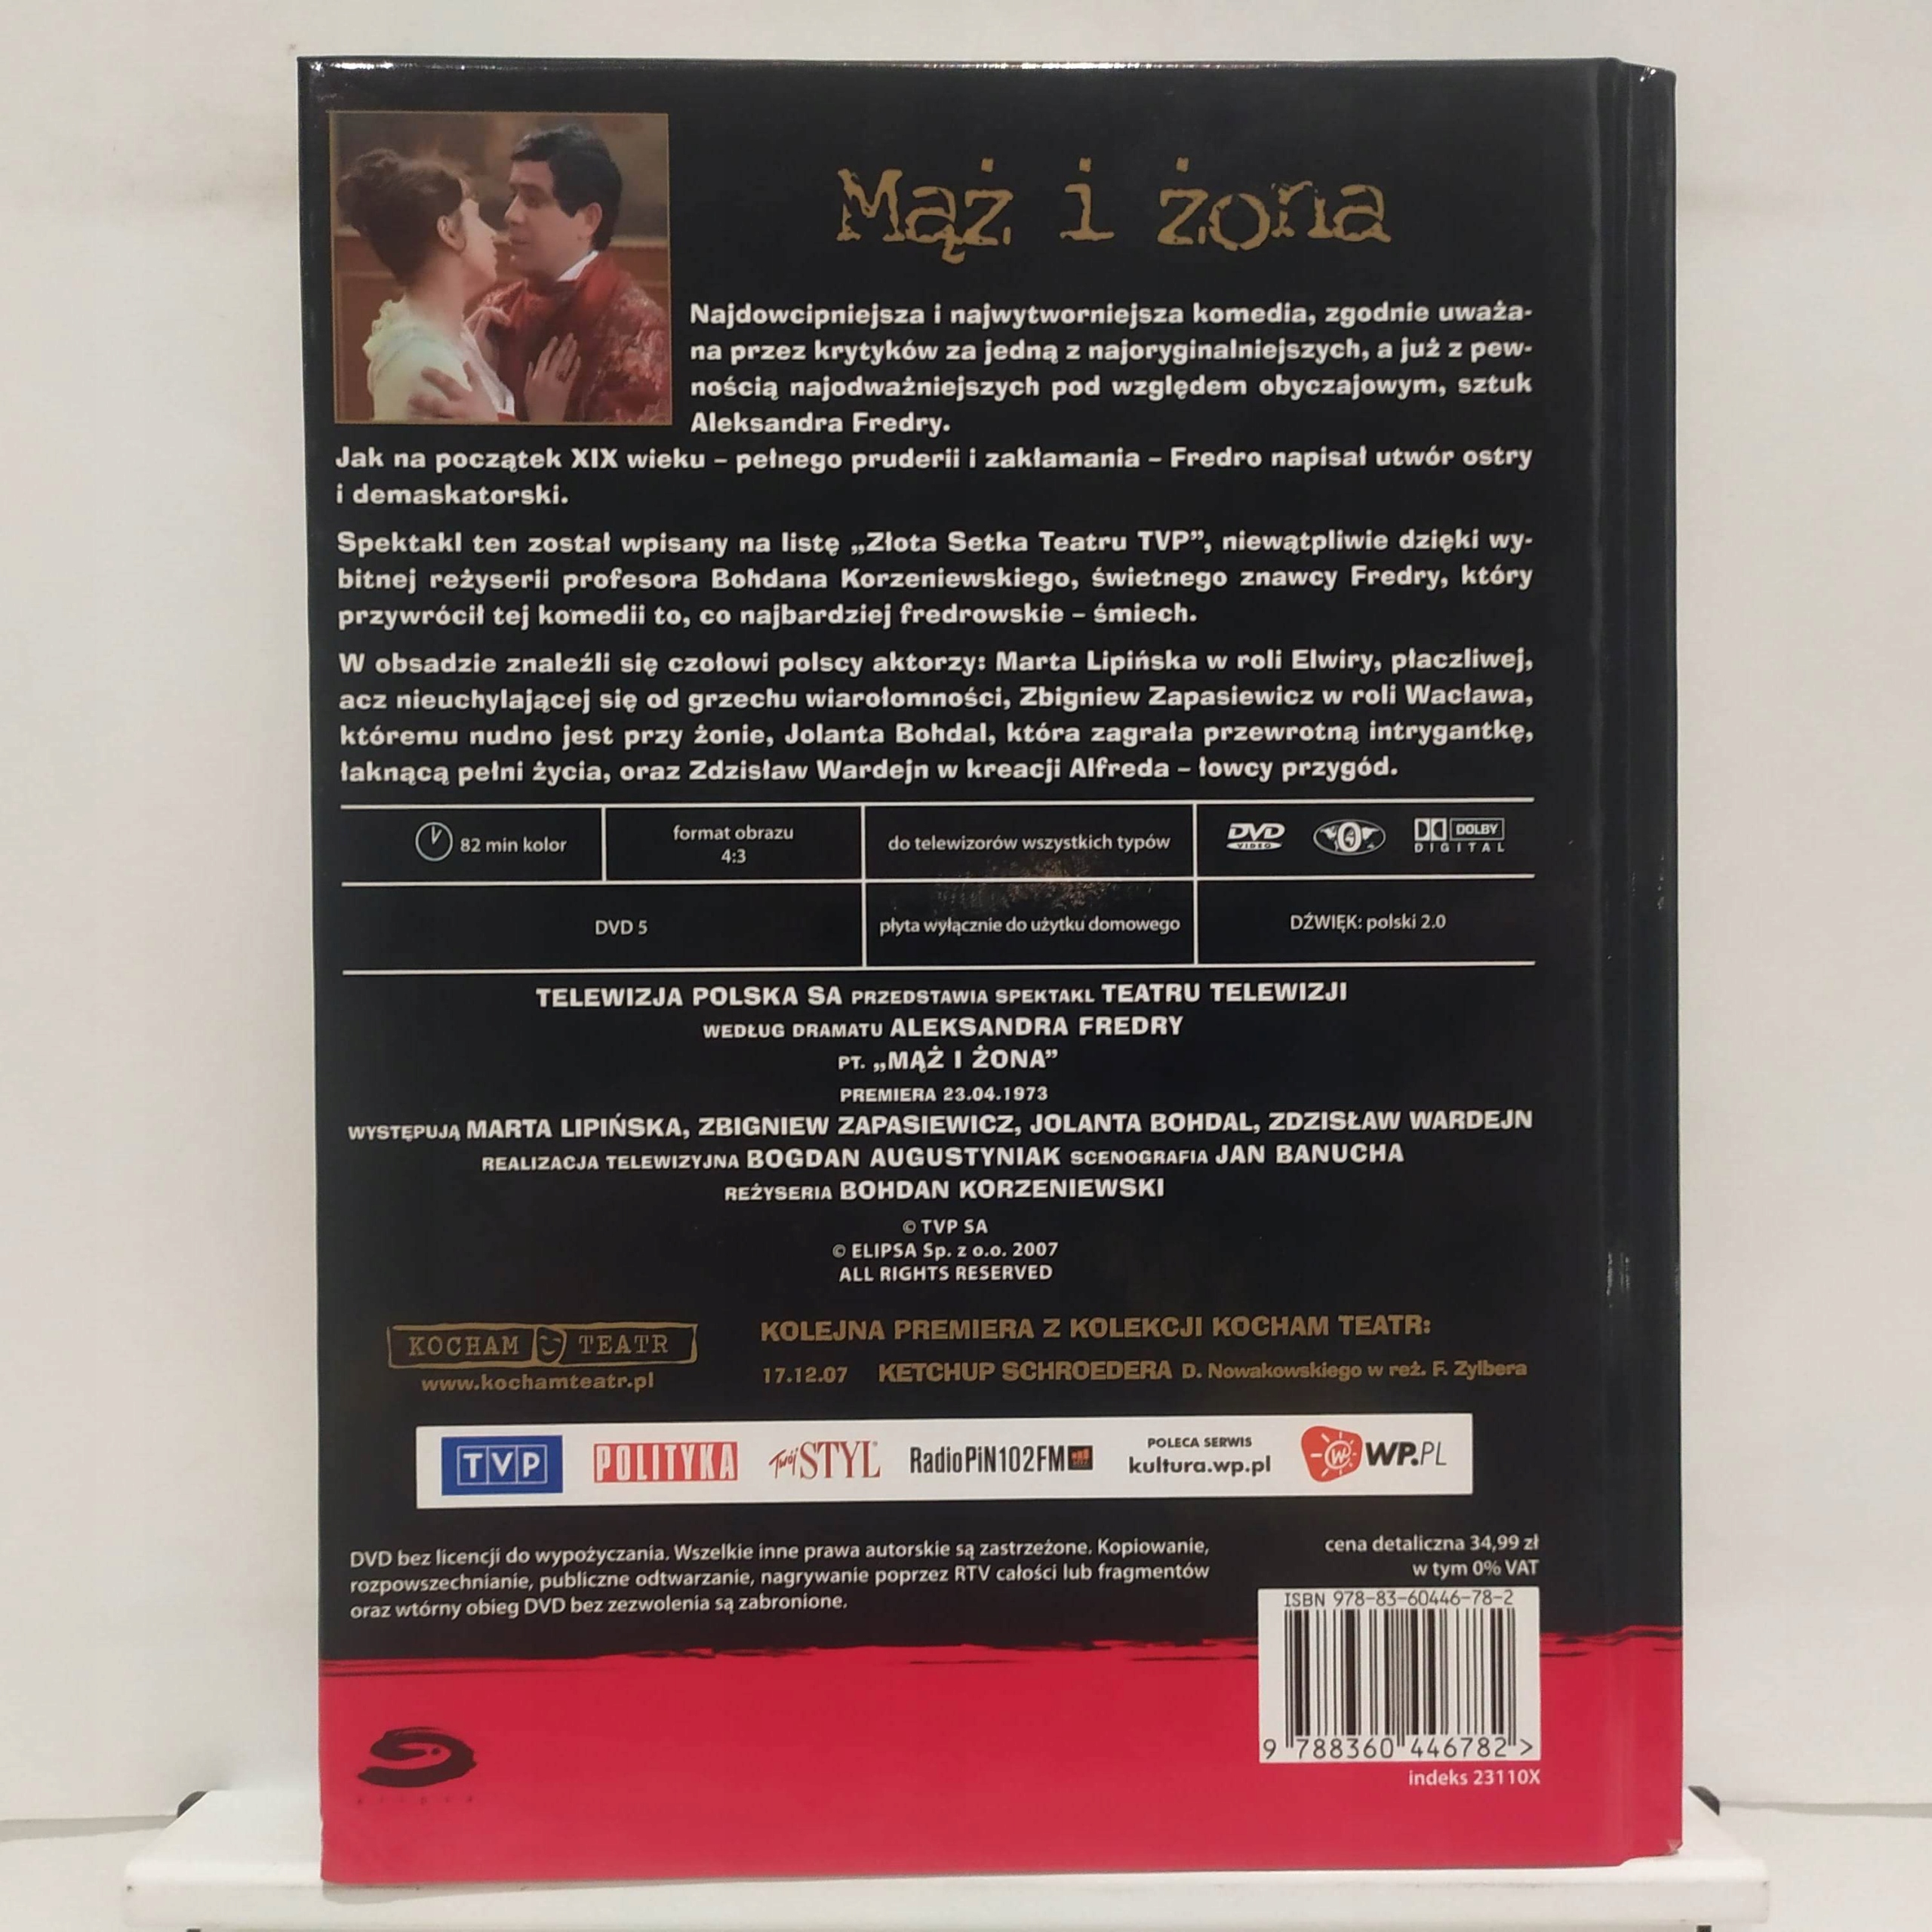 Mąż i żona
Najdowcipniejsza i najwytworniejsza komedia, zgodnie uważa-
na przez krytyków za jedną z najoryginalniejszych, a już z pew-
nością najodważniejszych pod względem obyczajowym, sztuk
Aleksandra Fredry.
Jak na początek XIX wieku – pełnego pruderii i zakłamania – Fredro napisał utwór ostry
i demaskatorski.
Spektakl ten został wpisany na listę „Złota Setka Teatru TVP”, niewątpliwie dzięki wy-
bitnej reżyserii profesora Bohdana Korzeniewskiego, świetnego znawcy Fredry, który
przywrócił tej komedii to, co najbardziej fredrowskie – śmiech.
W obsadzie znaleźli się czołowi polscy aktorzy: Marta Lipińska w roli Elwiry, płaczliwej,
acz nieuchylającej się od grzechu wiarołomności, Zbigniew Zapasiewicz w roli Wacława,
któremu nudno jest przy żonie, Jolanta Bohdal, która zagrała przewrotną intrygantkę,
łaknącą pełni życia, oraz Zdzisław Wardejn w kreacji Alfreda – łowcy przygód.
82 min kolor
format obrazu
4:3
do telewizorów wszystkich typów
DVD
VIDEO
0
DOLBY
DIGITAL
DVD 5
płyta wyłącznie do użytku domowego
DŹWIĘK: polski 2.0
TELEWIZJA POLSKA SA PRZEDSTAWIA SPEKTAKL TEATRU TELEWIZJI
WEDŁUG DRAMATU ALEKSANDRA FREDRY
PT. „MĄŻ I ŻONA”
PREMIERA 23.04.1973
WYSTĘPUJĄ MARTA LIPIŃSKA, ZBIGNIEW ZAPASIEWICZ, JOLANTA BOHDAL, ZDZISŁAW WARDEJN
REALIZACJA TELEWIZYJNA BOGDAN AUGUSTYNIAK SCENOGRAFIA JAN BANUCHA
REŻYSERIA BOHDAN KORZENIEWSKI
© TVP SA
© ELIPSA Sp. z o.o. 2007
ALL RIGHTS RESERVED
KOCHAM TEATR
www.kochamteatr.pl
KOLEJNA PREMIERA Z KOLEKCJI KOCHAM TEATR:
17.12.07 KETCHUP SCHROEDERA D. Nowakowskiego w reż. F. Zylbera
TVP
POLITYKA
Twój STYL
Radio PiN 102FM
POLECA SERWIS
kultura.wp.pl
WP.PL
DVD bez licencji do wypożyczania. Wszelkie inne prawa autorskie są zastrzeżone. Kopiowanie,
rozpowszechnianie, publiczne odtwarzanie, nagrywanie poprzez RTV całości lub fragmentów
oraz wtórny obieg DVD bez zezwolenia są zabronione.
cena detaliczna 34,99 zł
w tym 0% VAT
ISBN 978-83-60446-78-2
9 788360 446782 >
indeks 23110X